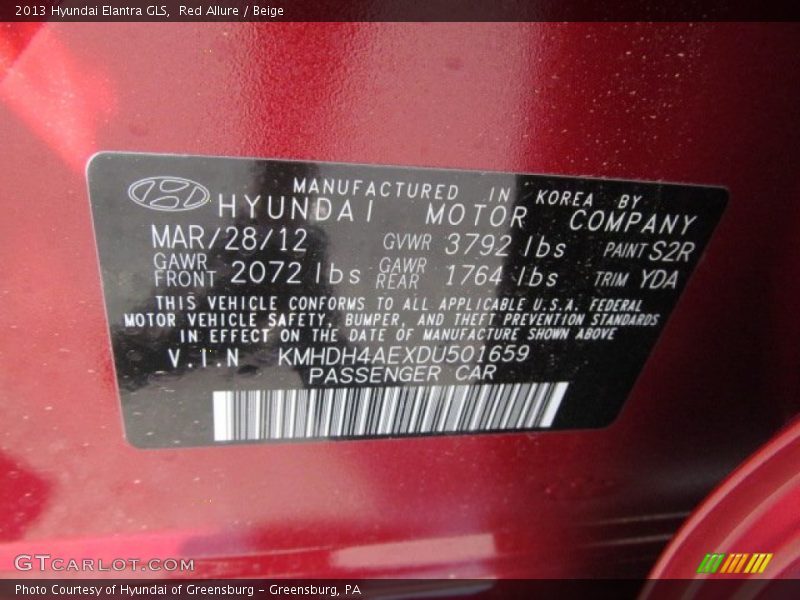 2013 Hyundai Elantra GLS,  Red Allure / Beige
MANUFACTURED IN KOREA BY
HYUNDAI MOTOR COMPANY
MAR/28/12 GVWR 3792 lbs PAINT S2R
GAWR FRONT 2072 lbs GAWR REAR 1764 lbs TRIM YDA
THIS VEHICLE CONFORMS TO ALL APPLICABLE U.S.A. FEDERAL
MOTOR VEHICLE SAFETY, BUMPER, AND THEFT PREVENTION STANDARDS
IN EFFECT ON THE DATE OF MANUFACTURE SHOWN ABOVE
V.I.N KMHDH4AEXDU501659
PASSENGER CAR
GTCARLOT.COM
Photo Courtesy of Hyundai of Greensburg – Greensburg, PA